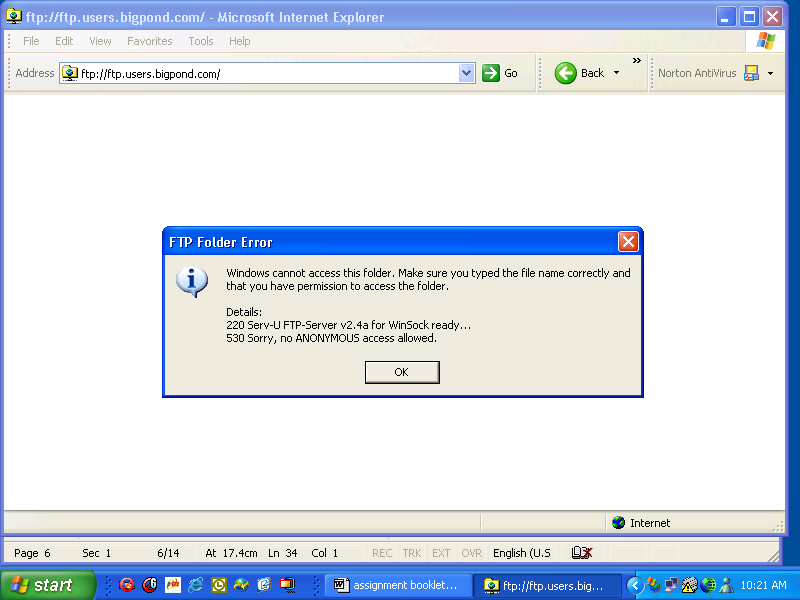 ftp://ftp.users.bigpond.com/ - Microsoft Internet Explorer
File Edit View Favorites Tools Help
Address ftp://ftp.users.bigpond.com/ Go Back » Norton AntiVirus
FTP Folder Error
Windows cannot access this folder. Make sure you typed the file name correctly and
that you have permission to access the folder.
Details:
220 Serv-U FTP-Server v2.4a for WinSock ready...
530 Sorry, no ANONYMOUS access allowed.
OK
Internet
Page 6 Sec 1 6/14 At 17.4cm Ln 34 Col 1 REC TRK EXT OVR English (U.S
start assignment booklet... ftp://ftp.users.big... 10:21 AM